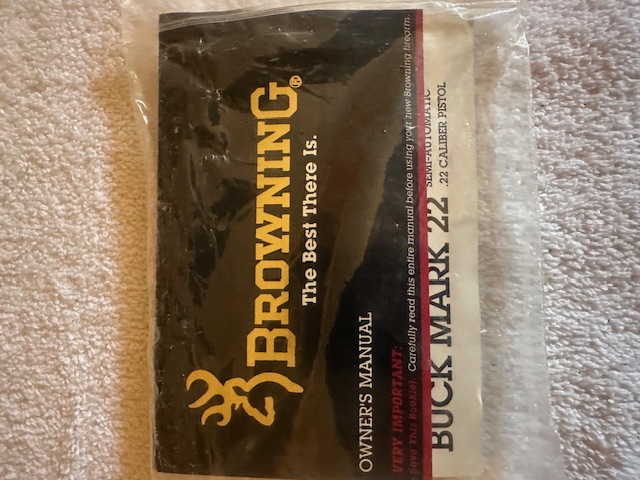 BROWNING®
The Best There Is.
OWNER'S MANUAL
VERY IMPORTANT:
Save This Booklet. Carefully read this entire manual before using your new Browning firearm.
BUCK MARK 22 SEMI-AUTOMATIC
.22 CALIBER PISTOL